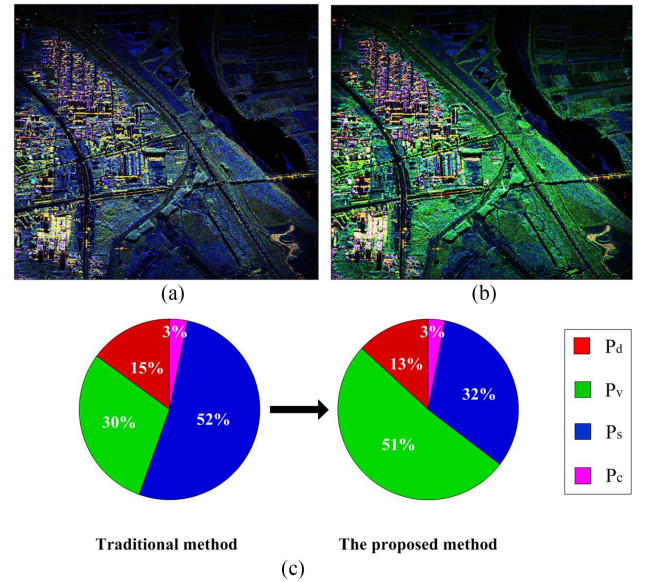 (a)
(b)
3%
15%
30%
52%
3%
13%
32%
51%
Pd
Pv
Ps
Pc
Traditional method
The proposed method
(c)